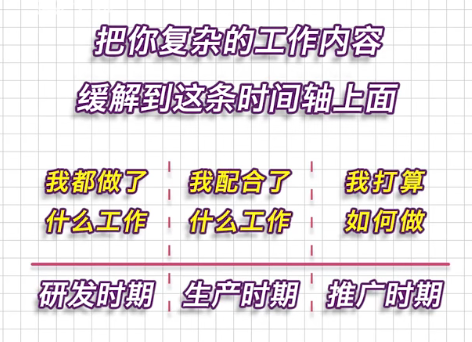 把你复杂的工作内容
缓解到这条时间轴上面
我都做了 我配合了 我打算
什么工作 什么工作 如何做
研发时期 生产时期 推广时期